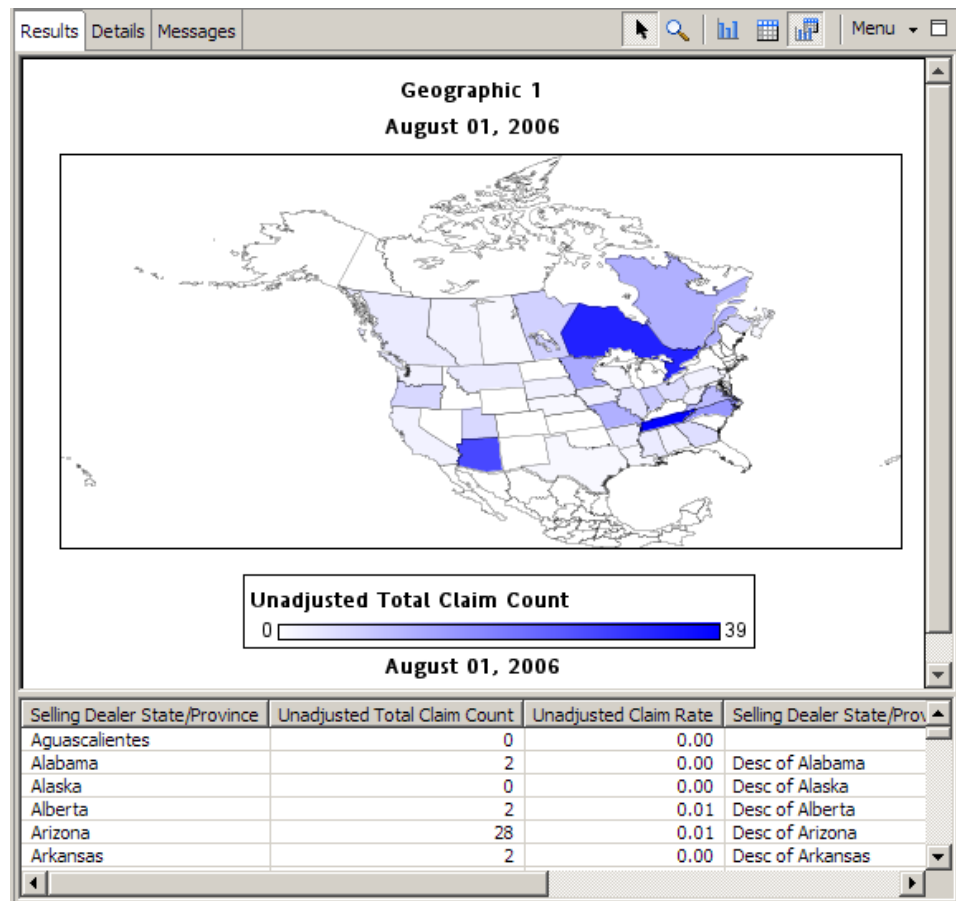 Results Details Messages Menu
Geographic 1
August 01, 2006
Unadjusted Total Claim Count
0 39
August 01, 2006
Selling Dealer State/Province Unadjusted Total Claim Count Unadjusted Claim Rate Selling Dealer State/Prov
Aguascalientes 0 0.00
Alabama 2 0.00 Desc of Alabama
Alaska 0 0.00 Desc of Alaska
Alberta 2 0.01 Desc of Alberta
Arizona 28 0.01 Desc of Arizona
Arkansas 2 0.00 Desc of Arkansas